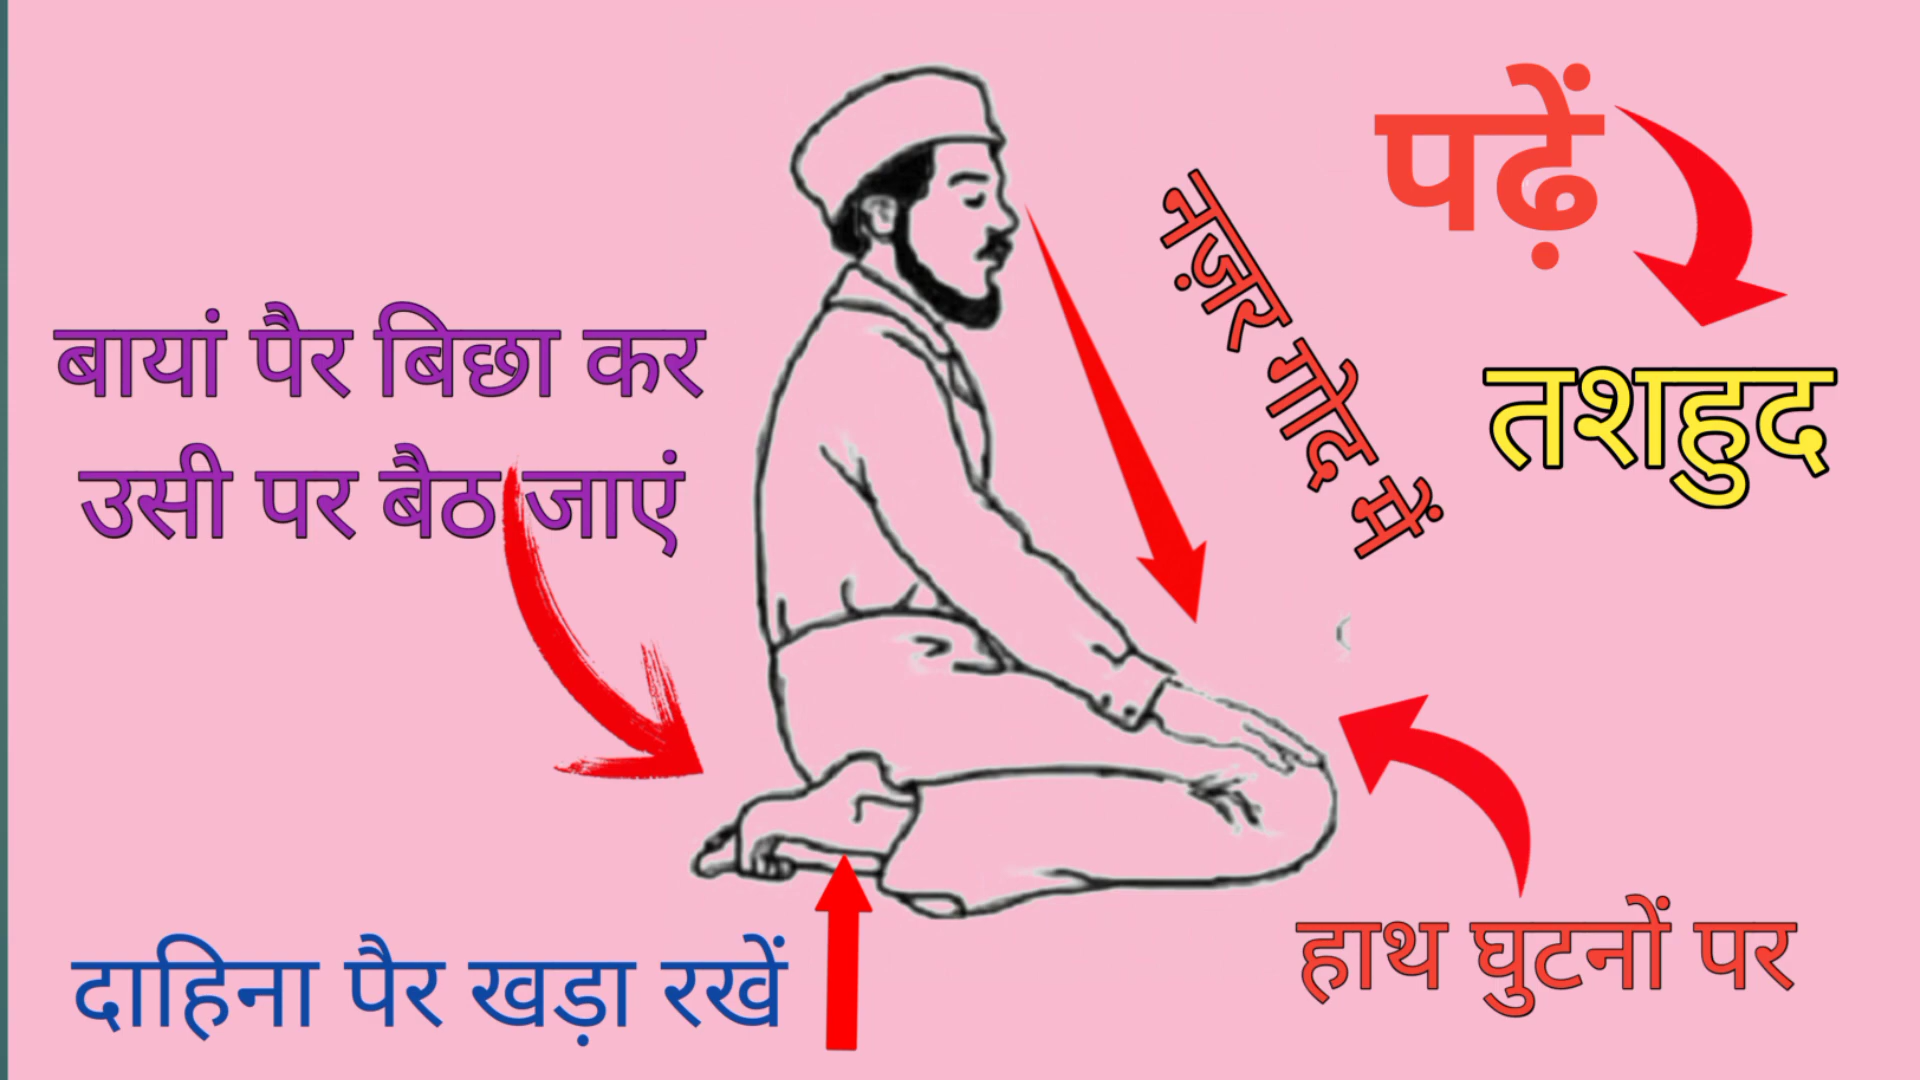 पढ़ें
तशहुद
नज़र गोद में
बायां पैर बिछा कर
उसी पर बैठ जाएं
हाथ घुटनों पर
दाहिना पैर खड़ा रखें